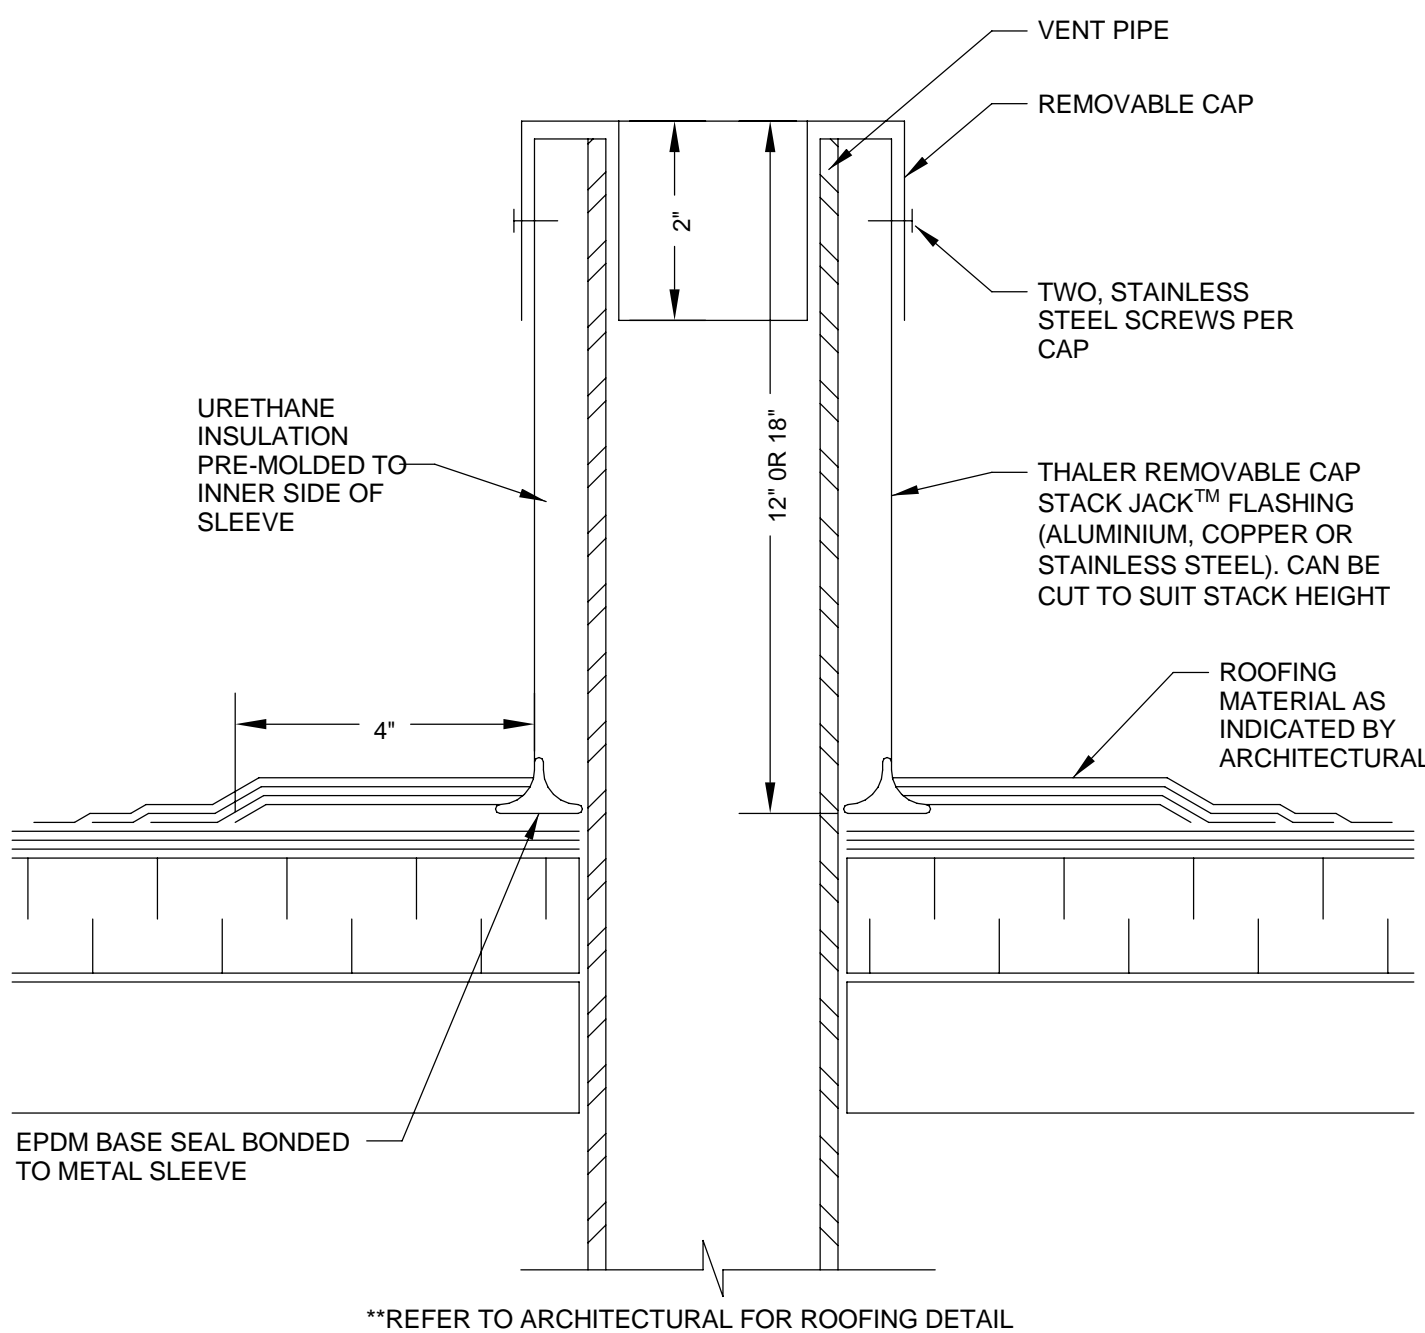 VENT PIPE
REMOVABLE CAP
2"
TWO, STAINLESS
STEEL SCREWS PER
CAP
URETHANE
INSULATION
PRE-MOLDED TO
INNER SIDE OF
SLEEVE
12" 0R 18"
THALER REMOVABLE CAP
STACK JACK™ FLASHING
(ALUMINIUM, COPPER OR
STAINLESS STEEL). CAN BE
CUT TO SUIT STACK HEIGHT
4"
ROOFING
MATERIAL AS
INDICATED BY
ARCHITECTURAL
EPDM BASE SEAL BONDED
TO METAL SLEEVE
**REFER TO ARCHITECTURAL FOR ROOFING DETAIL